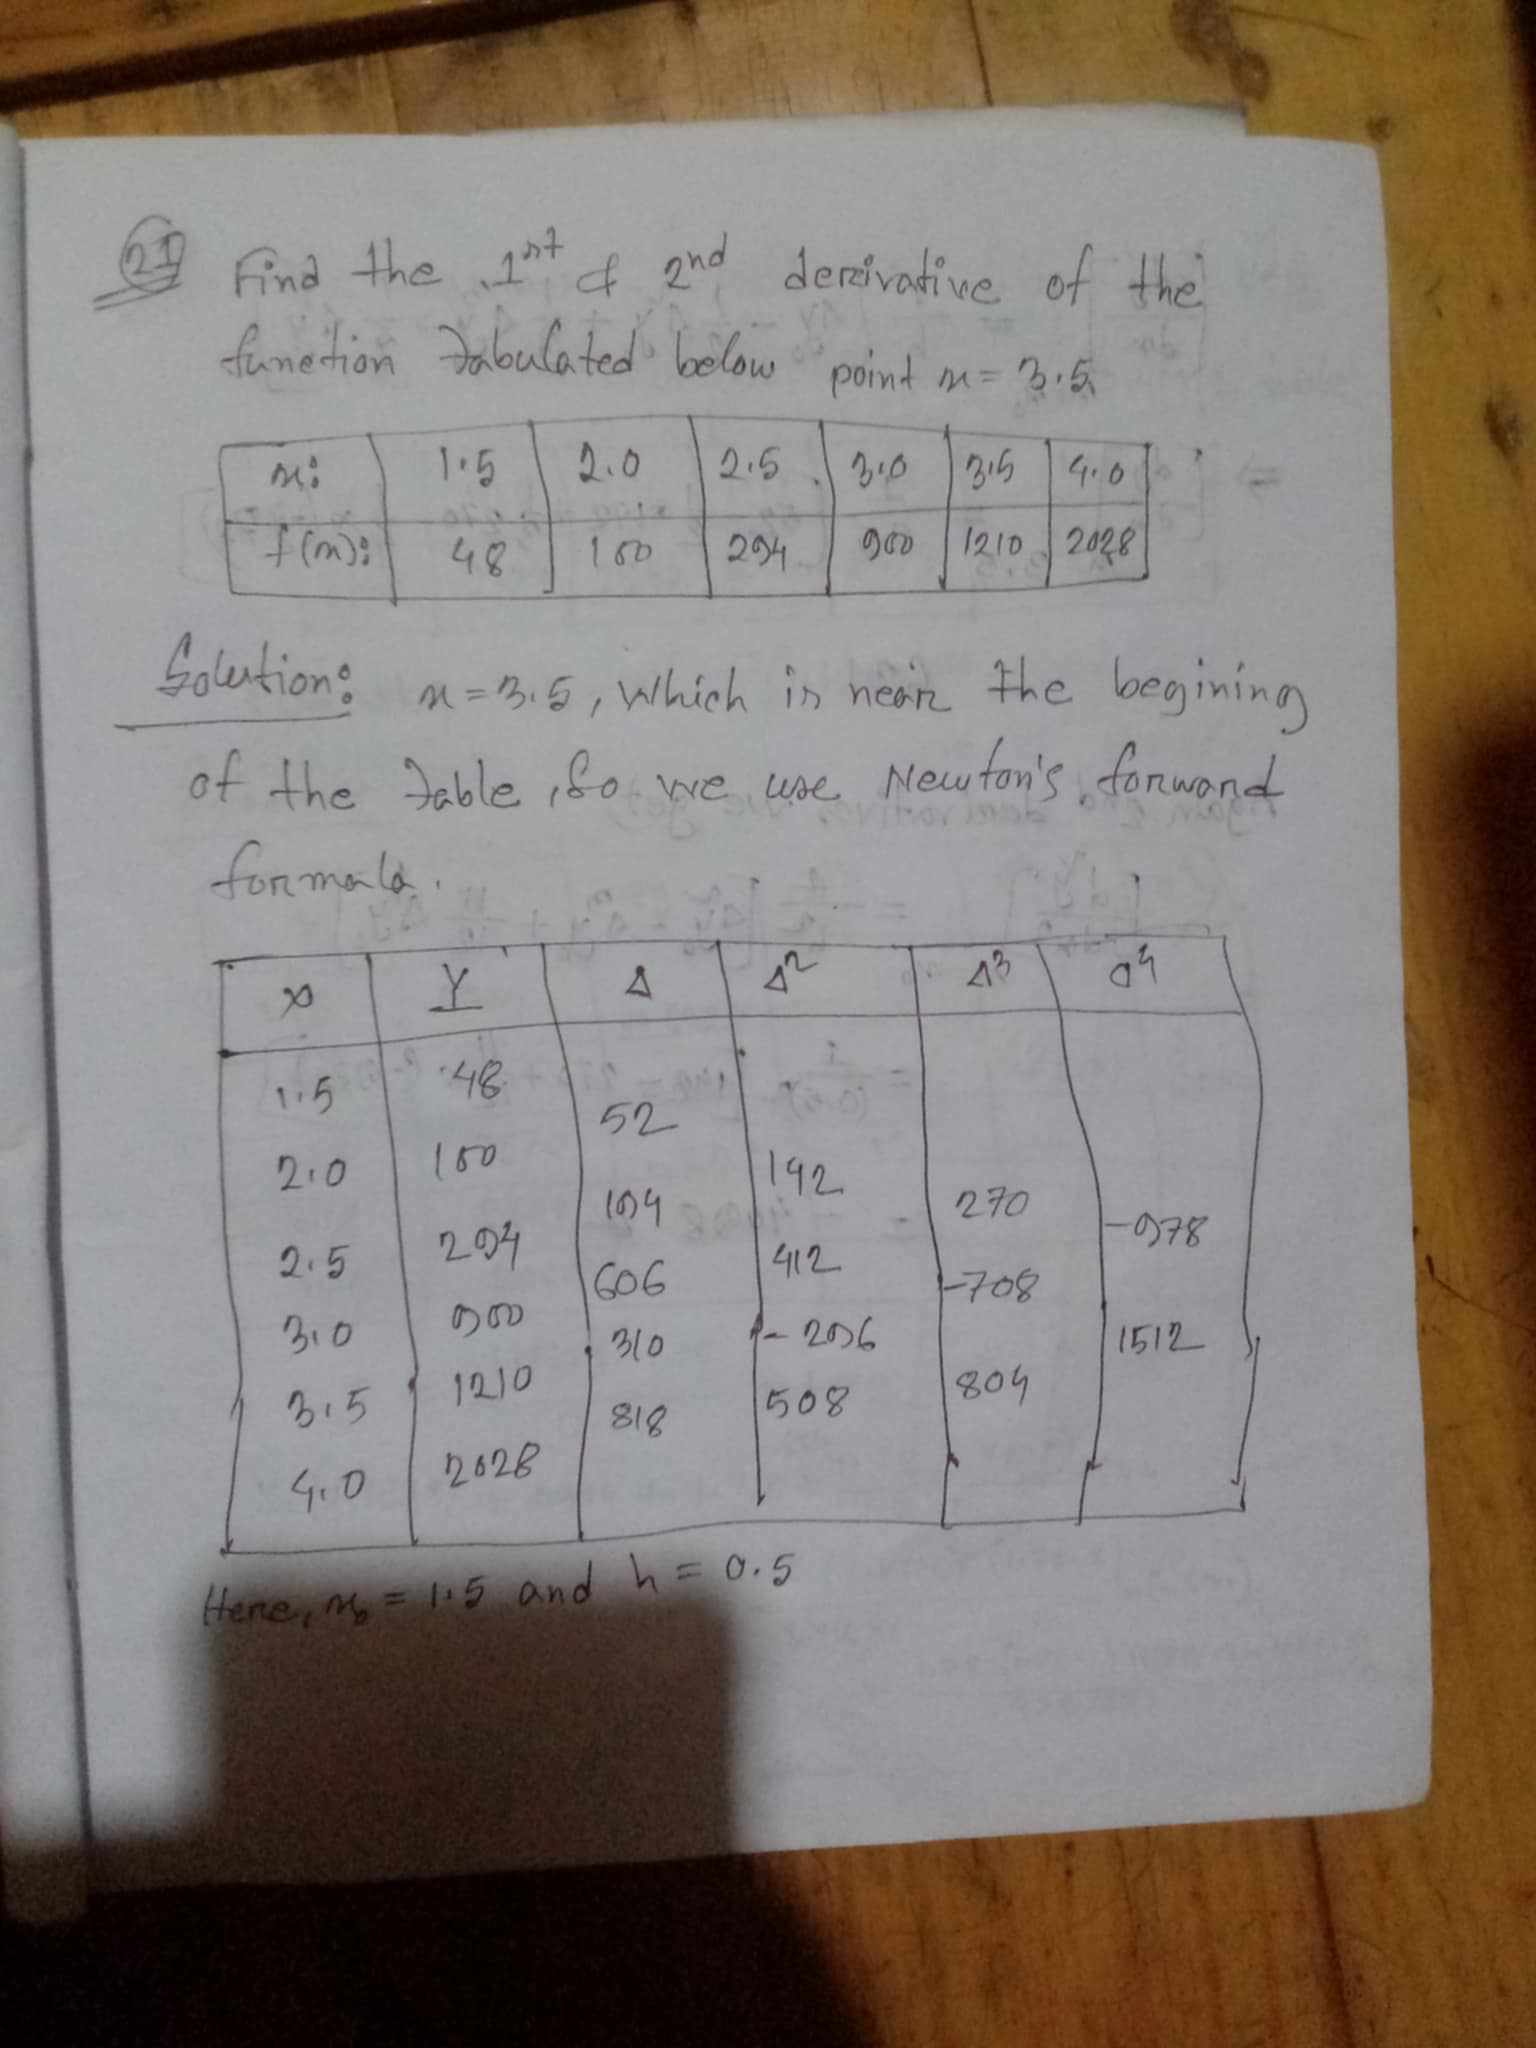 21 Find the 1st & 2nd derivative of the
function tabulated below point x = 3.5
x: 1.5 2.0 2.5 3.0 3.5 4.0
f(x): 48 100 294 900 1210 2028
Solution: x = 3.5, which is near the begining
of the table, so we use Newton's forward
formula.
x Y Δ Δ2 Δ3 Δ4
1.5 48
52
2.0 100 142
194 270
2.5 294 412 -978
606 -708
3.0 900 -296 1512
310 804
3.5 1210 508
818
4.0 2028
Here, x0 = 1.5 and h = 0.5